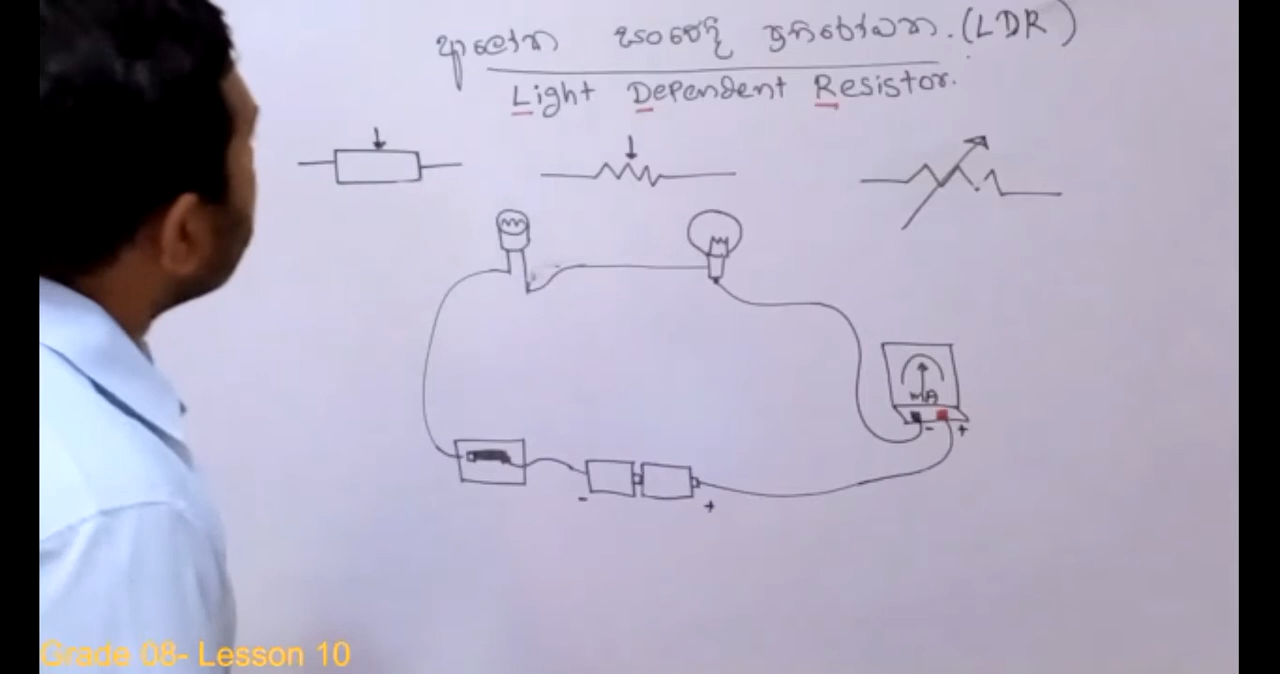 ආලෝක සංවේදී ප්‍රතිරෝධක. (LDR)
Light Dependent Resistor.
mA
- +
- +
Grade 08- Lesson 10